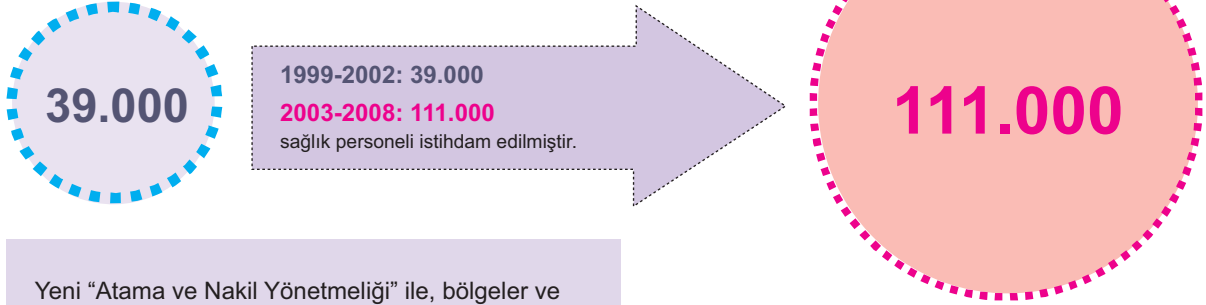 39.000
1999-2002: 39.000
2003-2008: 111.000
sağlık personeli istihdam edilmiştir.
111.000
Yeni “Atama ve Nakil Yönetmeliği” ile, bölgeler ve